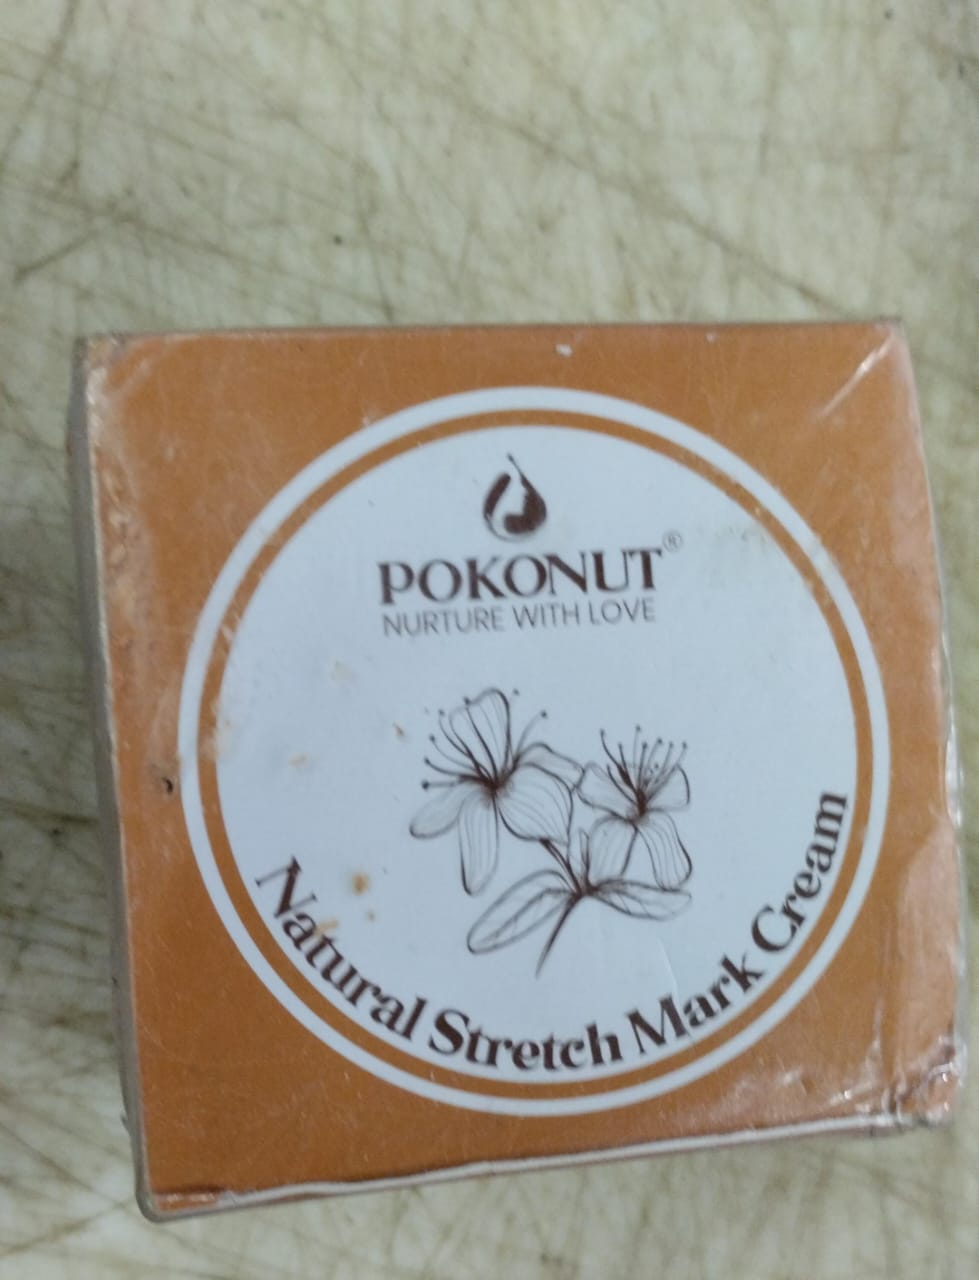 POKONUT®
NURTURE WITH LOVE
Natural Stretch Mark Cream